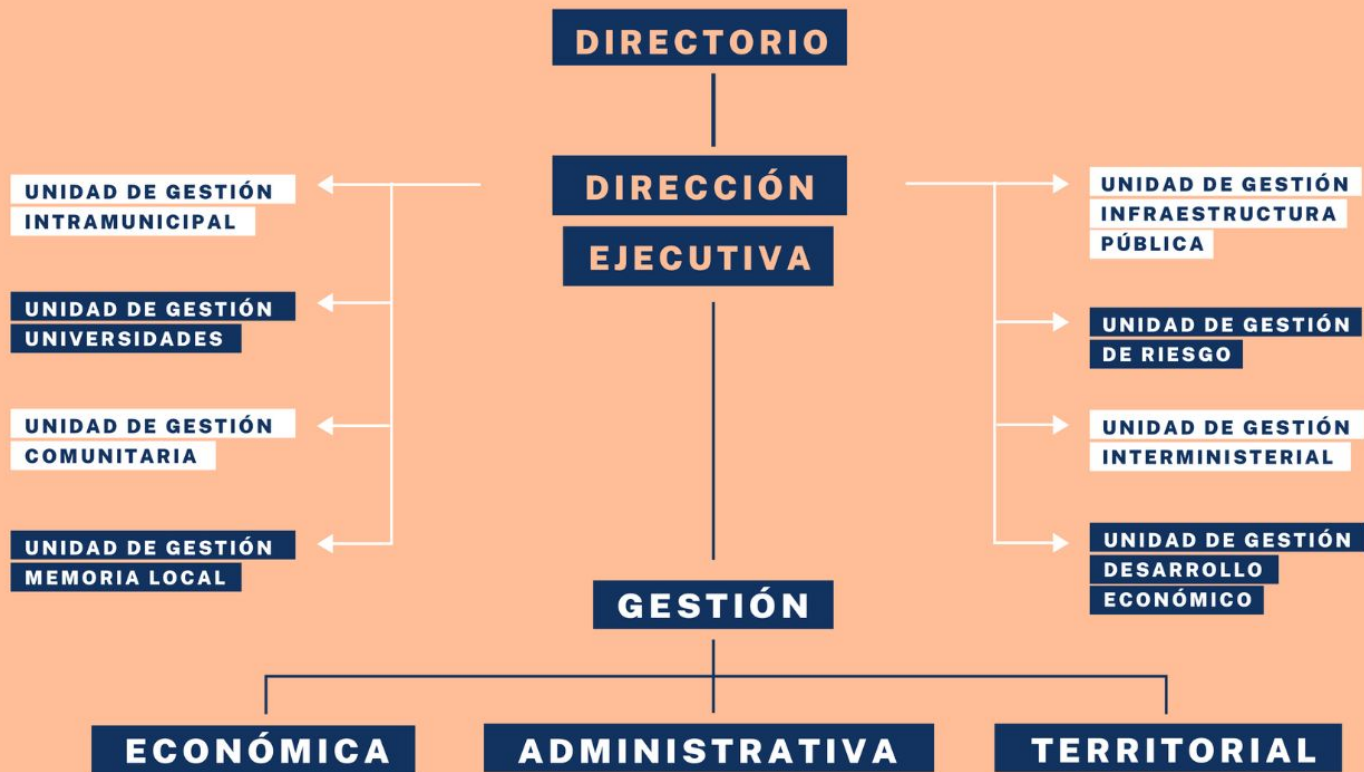 DIRECTORIO
DIRECCIÓN
EJECUTIVA
UNIDAD DE GESTIÓN
INTRAMUNICIPAL
UNIDAD DE GESTIÓN
UNIVERSIDADES
UNIDAD DE GESTIÓN
COMUNITARIA
UNIDAD DE GESTIÓN
MEMORIA LOCAL
UNIDAD DE GESTIÓN
INFRAESTRUCTURA
PÚBLICA
UNIDAD DE GESTIÓN
DE RIESGO
UNIDAD DE GESTIÓN
INTERMINISTERIAL
UNIDAD DE GESTIÓN
DESARROLLO
ECONÓMICO
GESTIÓN
ECONÓMICA
ADMINISTRATIVA
TERRITORIAL